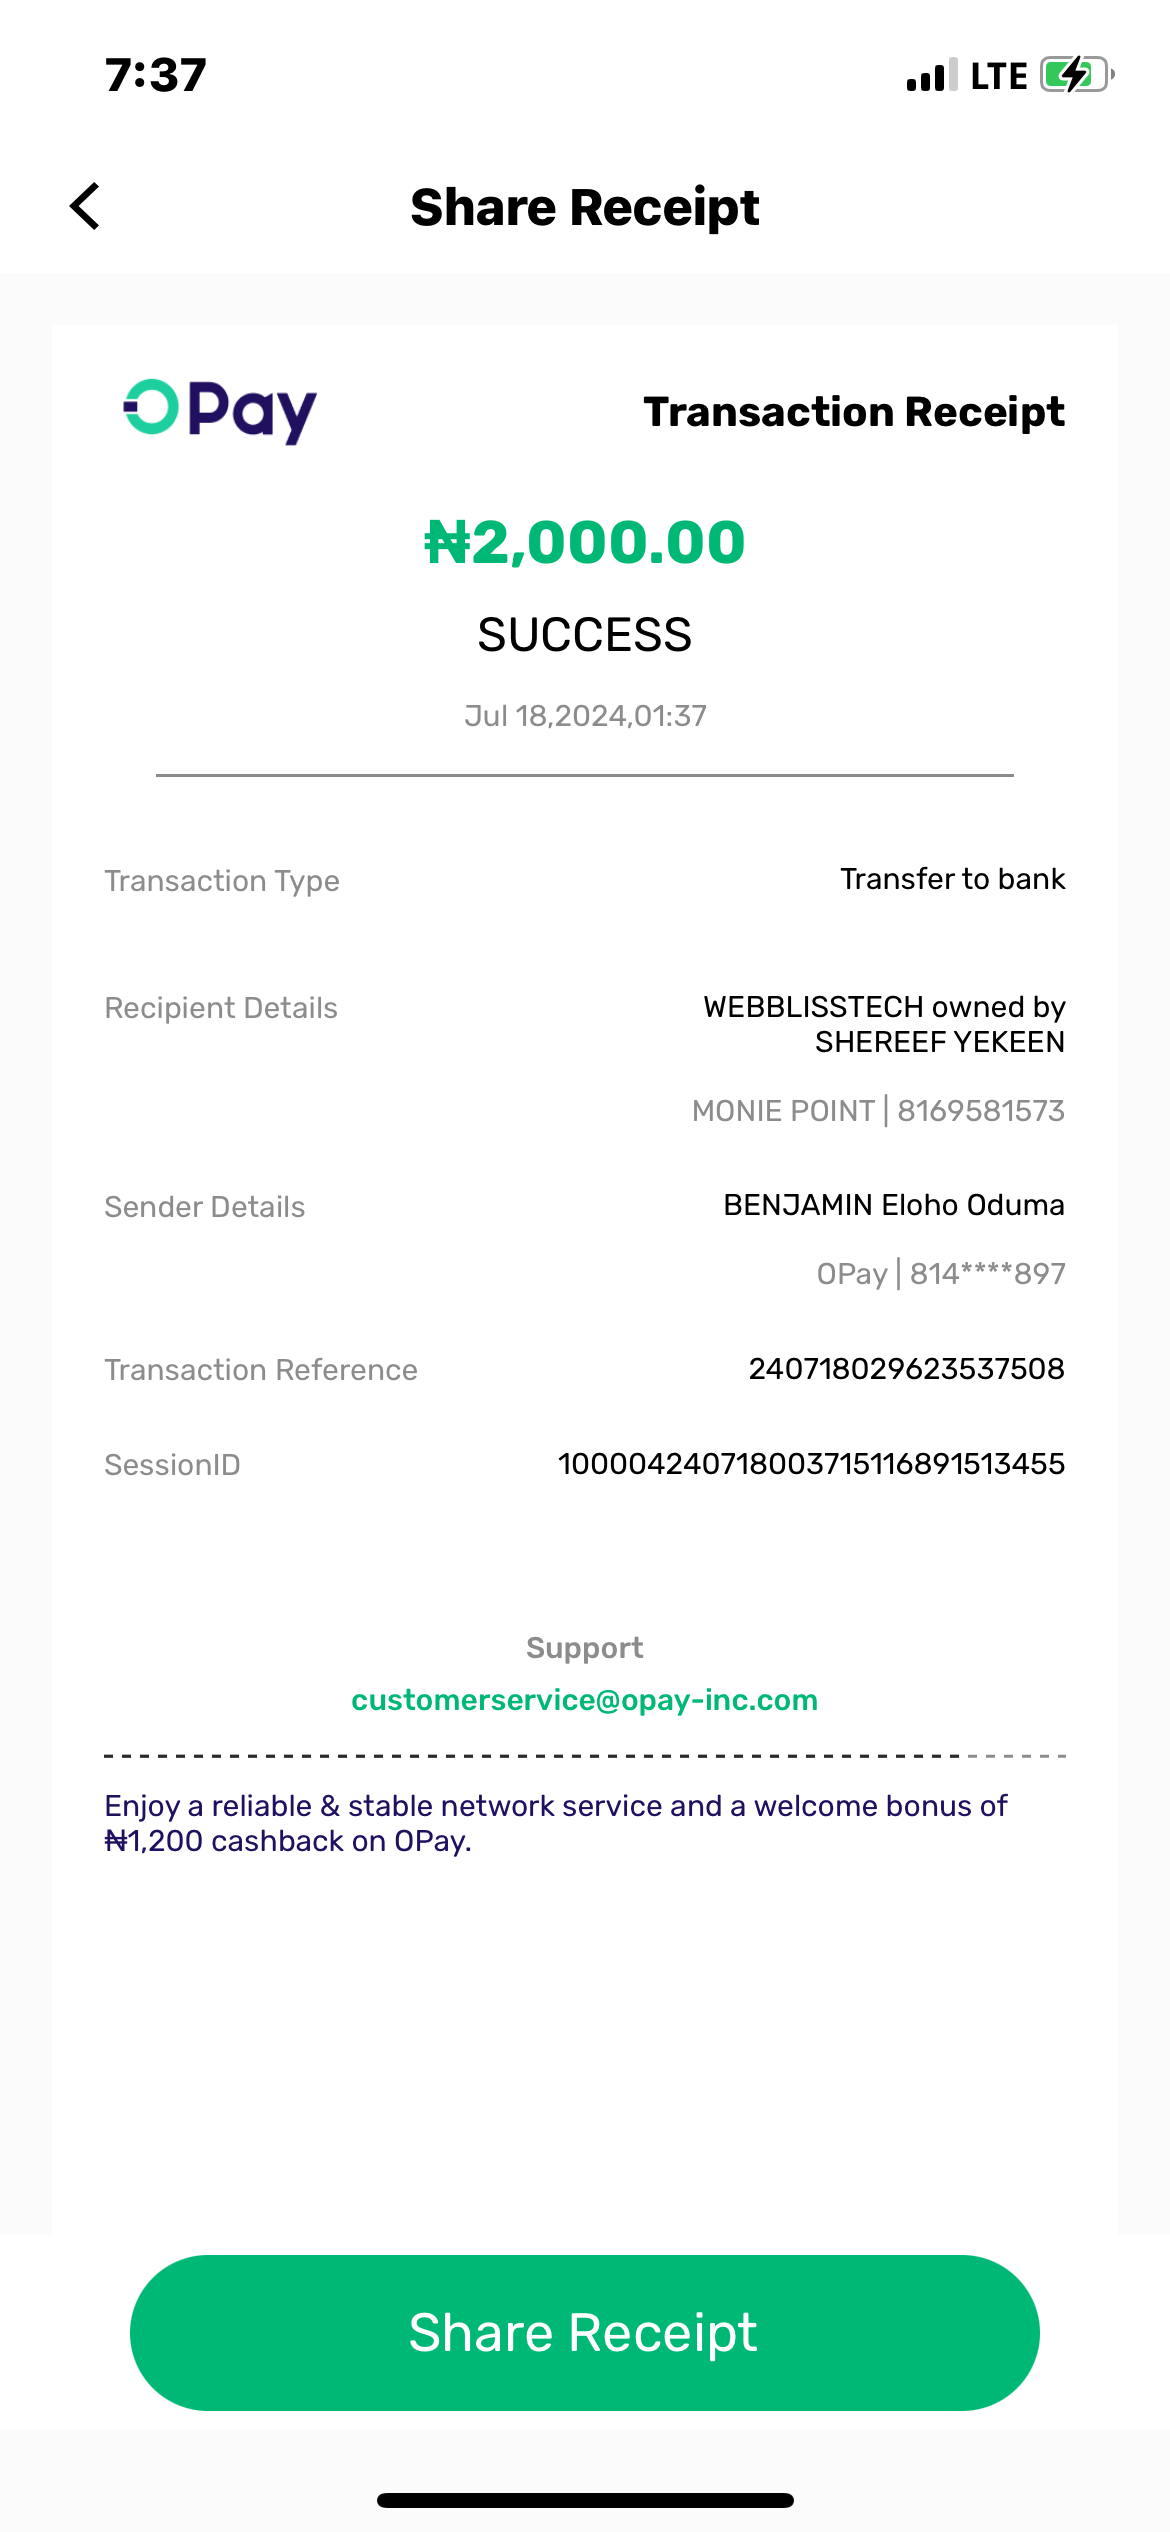 7:37
LTE
Share Receipt
OPay
Transaction Receipt
₦2,000.00
SUCCESS
Jul 18,2024,01:37
Transaction Type
Transfer to bank
Recipient Details
WEBBLISSTECH owned by
SHEREEF YEKEEN
MONIE POINT | 8169581573
Sender Details
BENJAMIN Eloho Oduma
OPay | 814****897
Transaction Reference
240718029623537508
SessionID
100004240718003715116891513455
Support
customerservice@opay-inc.com
Enjoy a reliable & stable network service and a welcome bonus of
₦1,200 cashback on OPay.
Share Receipt